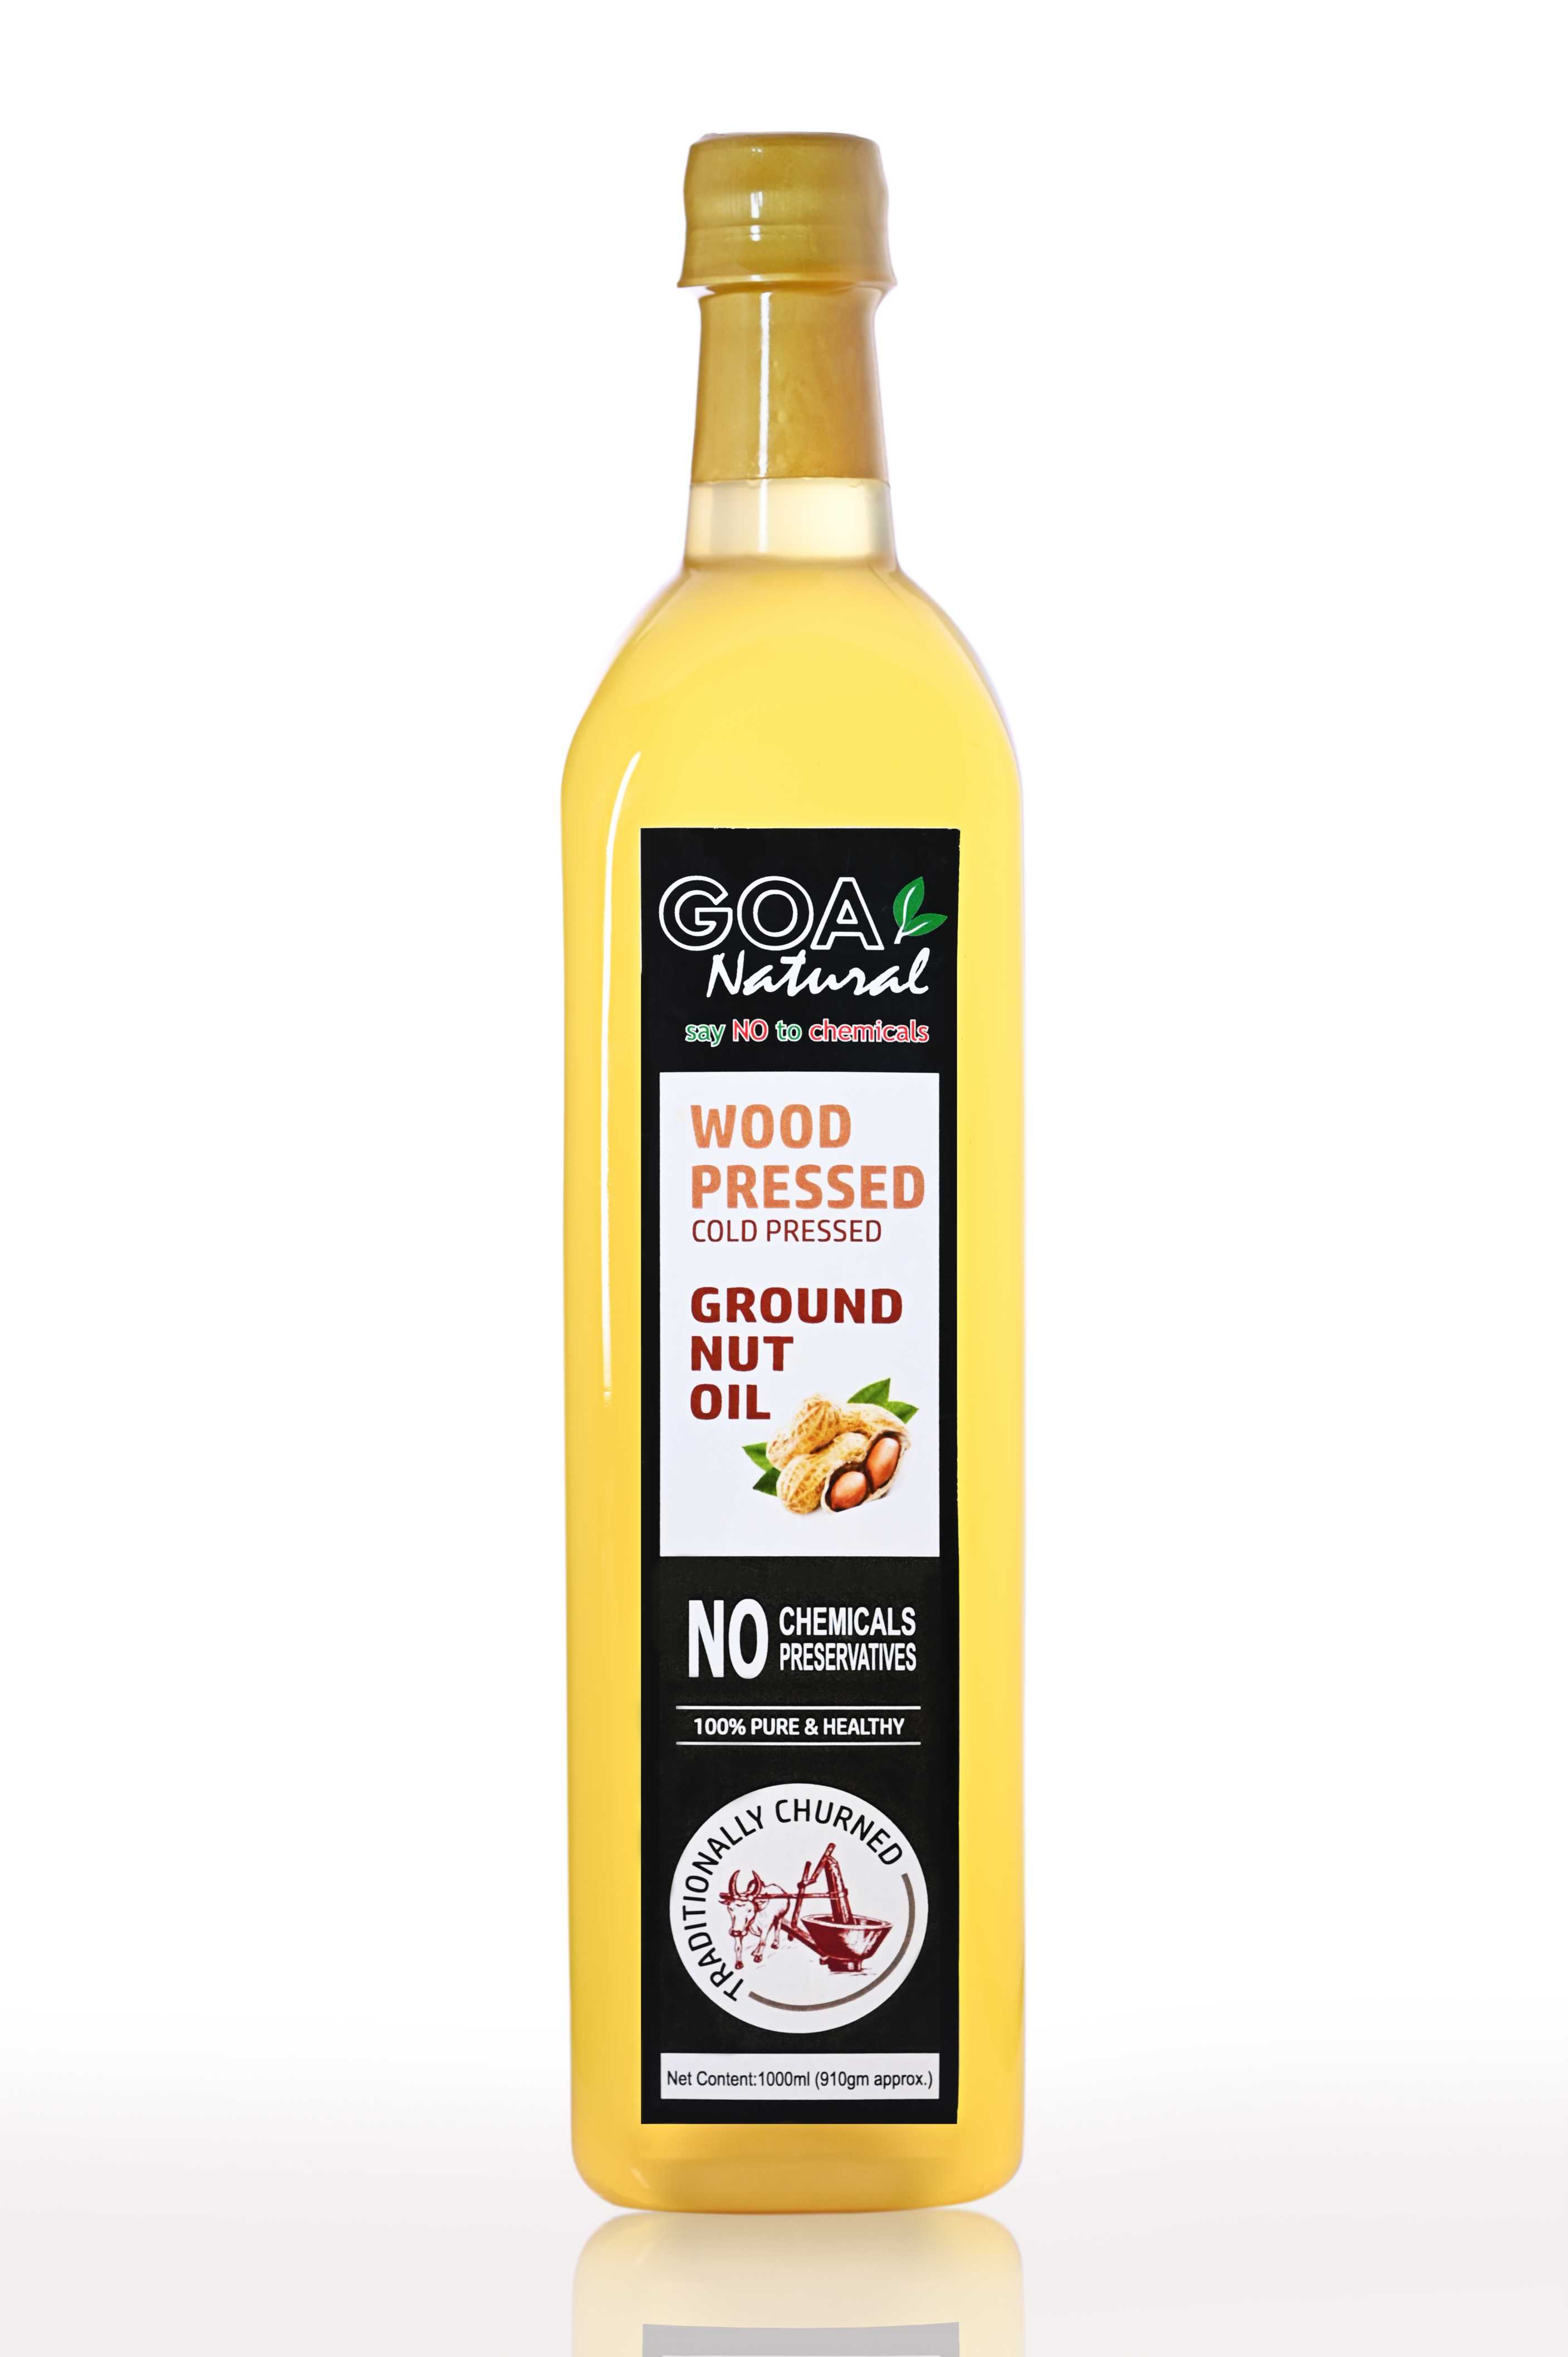 GOA
Natural
say NO to chemicals
WOOD
PRESSED
COLD PRESSED
GROUND
NUT
OIL
NO CHEMICALS
PRESERVATIVES
100% PURE & HEALTHY
TRADITIONALLY CHURNED
Net Content:1000ml (910gm approx.)